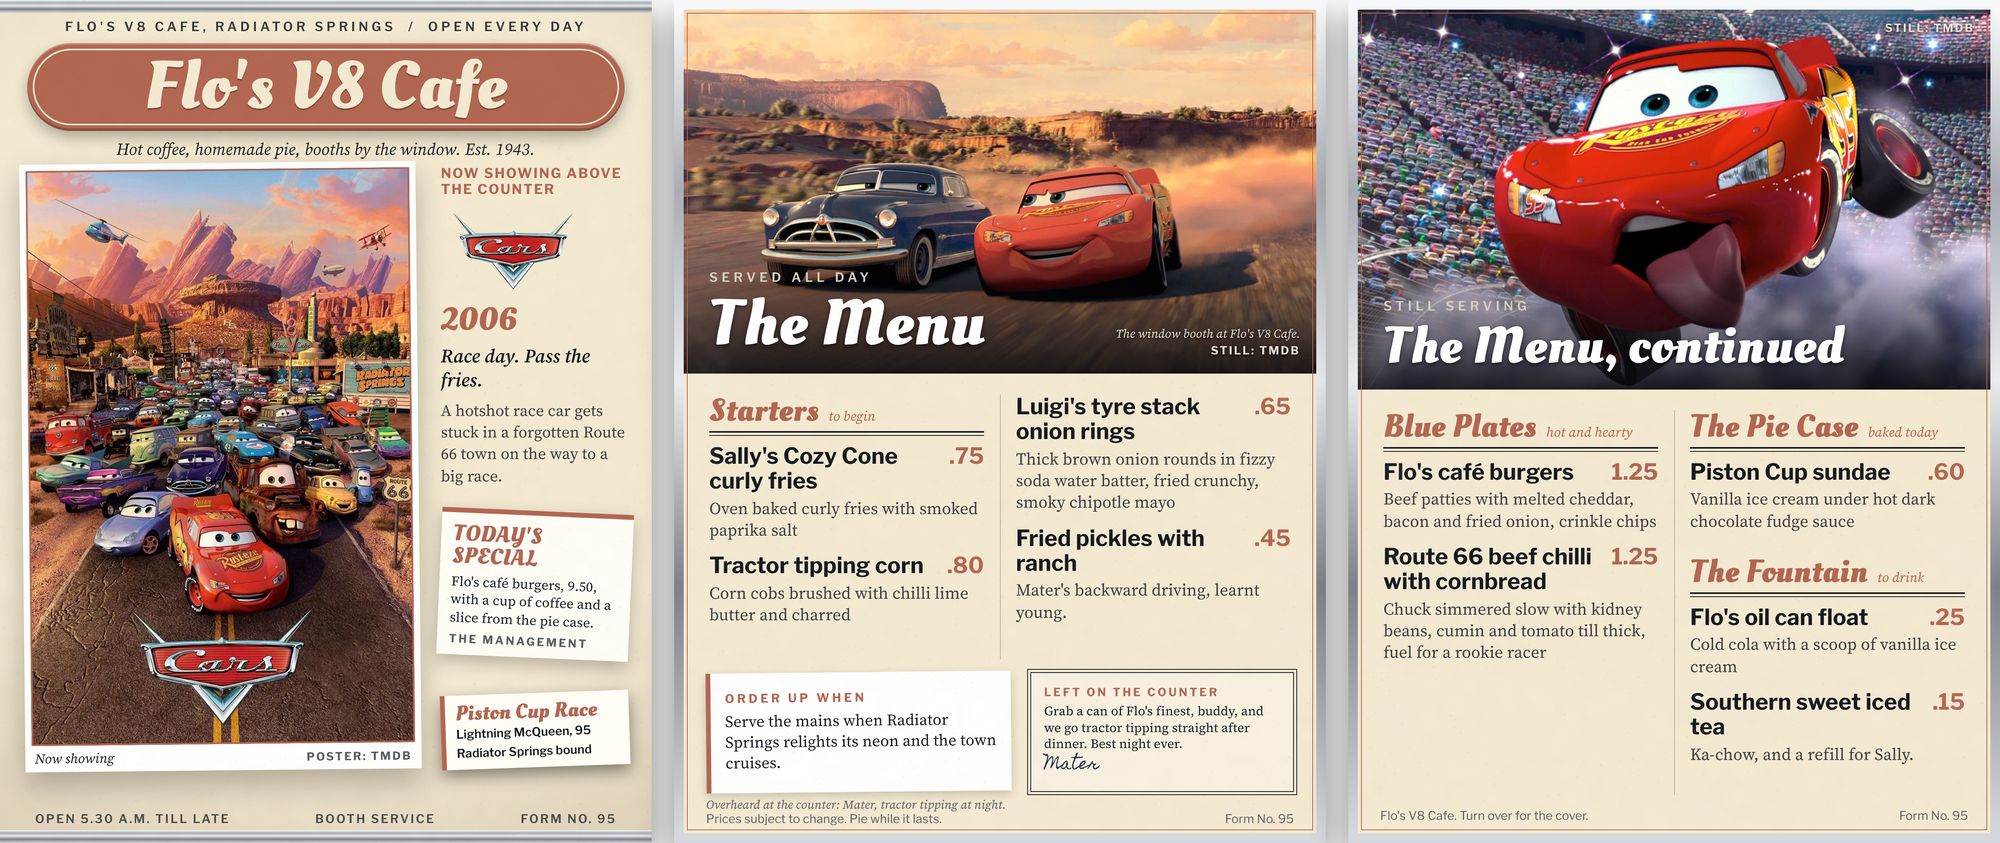 FLO'S V8 CAFE, RADIATOR SPRINGS / OPEN EVERY DAY
Flo's V8 Cafe
Hot coffee, homemade pie, booths by the window. Est. 1943.
NOW SHOWING ABOVE
THE COUNTER
Cars
2006
Race day. Pass the
fries.
A hotshot race car gets
stuck in a forgotten Route
66 town on the way to a
big race.
RADIATOR
SPRINGS
ROUTE
66
Rust-eze
Cars
Now showing
POSTER: TMDB
TODAY'S
SPECIAL
Flo's café burgers, 9.50,
with a cup of coffee and a
slice from the pie case.
THE MANAGEMENT
Piston Cup Race
Lightning McQueen, 95
Radiator Springs bound
OPEN 5.30 A.M. TILL LATE
BOOTH SERVICE
FORM NO. 95
SERVED ALL DAY
The Menu
The window booth at Flo's V8 Cafe.
STILL: TMDB
Starters to begin
Sally's Cozy Cone .75
curly fries
Oven baked curly fries with smoked
paprika salt
Tractor tipping corn .80
Corn cobs brushed with chilli lime
butter and charred
Luigi's tyre stack .65
onion rings
Thick brown onion rounds in fizzy
soda water batter, fried crunchy,
smoky chipotle mayo
Fried pickles with .45
ranch
Mater's backward driving, learnt
young.
ORDER UP WHEN
Serve the mains when Radiator
Springs relights its neon and the town
cruises.
LEFT ON THE COUNTER
Grab a can of Flo's finest, buddy, and
we go tractor tipping straight after
dinner. Best night ever.
Mater
Overheard at the counter: Mater, tractor tipping at night.
Prices subject to change. Pie while it lasts.
Form No. 95
STILL: TMDB
Rust-eze
95
STILL SERVING
The Menu, continued
Blue Plates hot and hearty
Flo's café burgers 1.25
Beef patties with melted cheddar,
bacon and fried onion, crinkle chips
Route 66 beef chilli 1.25
with cornbread
Chuck simmered slow with kidney
beans, cumin and tomato till thick,
fuel for a rookie racer
The Pie Case baked today
Piston Cup sundae .60
Vanilla ice cream under hot dark
chocolate fudge sauce
The Fountain to drink
Flo's oil can float .25
Cold cola with a scoop of vanilla ice
cream
Southern sweet iced .15
tea
Ka-chow, and a refill for Sally.
Flo's V8 Cafe. Turn over for the cover.
Form No. 95